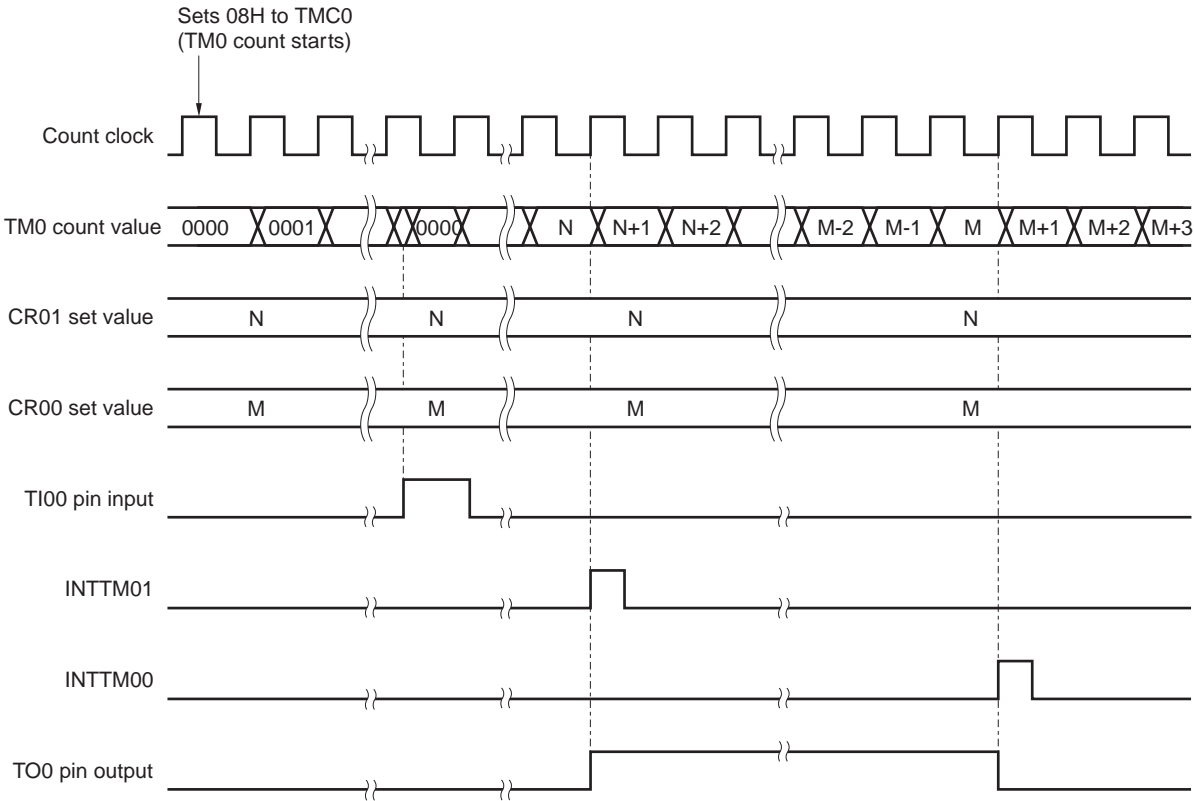 Sets 08H to TMC0
(TM0 count starts)
Count clock
TM0 count value 0000 0001 0000 N N+1 N+2 M-2 M-1 M M+1 M+2 M+3
CR01 set value N N N N
CR00 set value M M M M
TI00 pin input
INTTM01
INTTM00
TO0 pin output